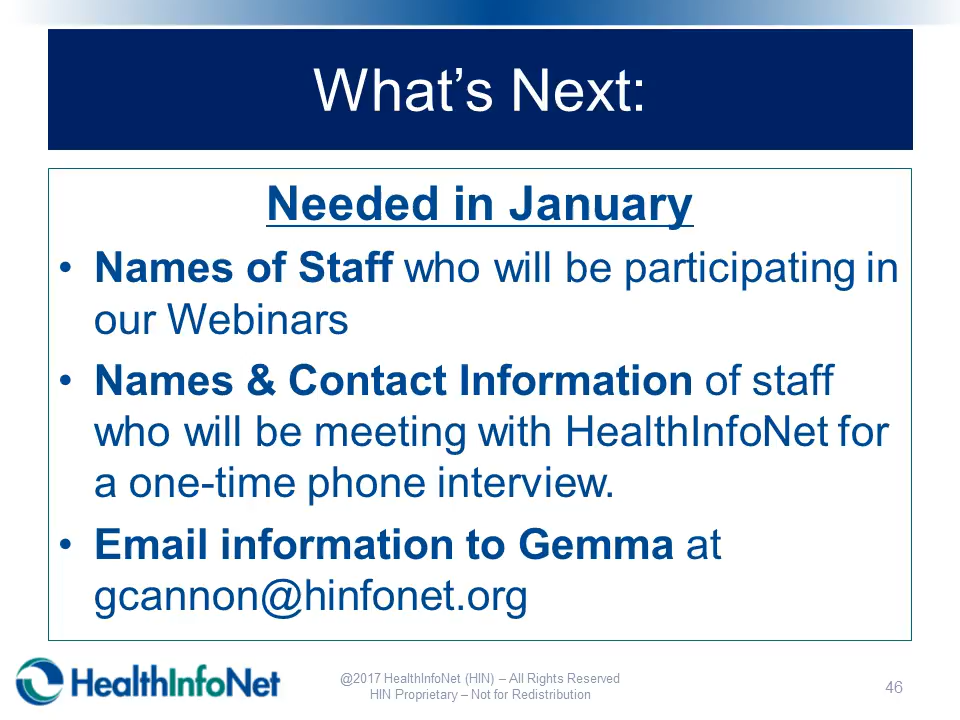 What’s Next:
Needed in January
• Names of Staff who will be participating in
our Webinars
• Names & Contact Information of staff
who will be meeting with HealthInfoNet for
a one-time phone interview.
• Email information to Gemma at
gcannon@hinfonet.org
HealthInfoNet
@2017 HealthInfoNet (HIN) – All Rights Reserved
HIN Proprietary – Not for Redistribution
46